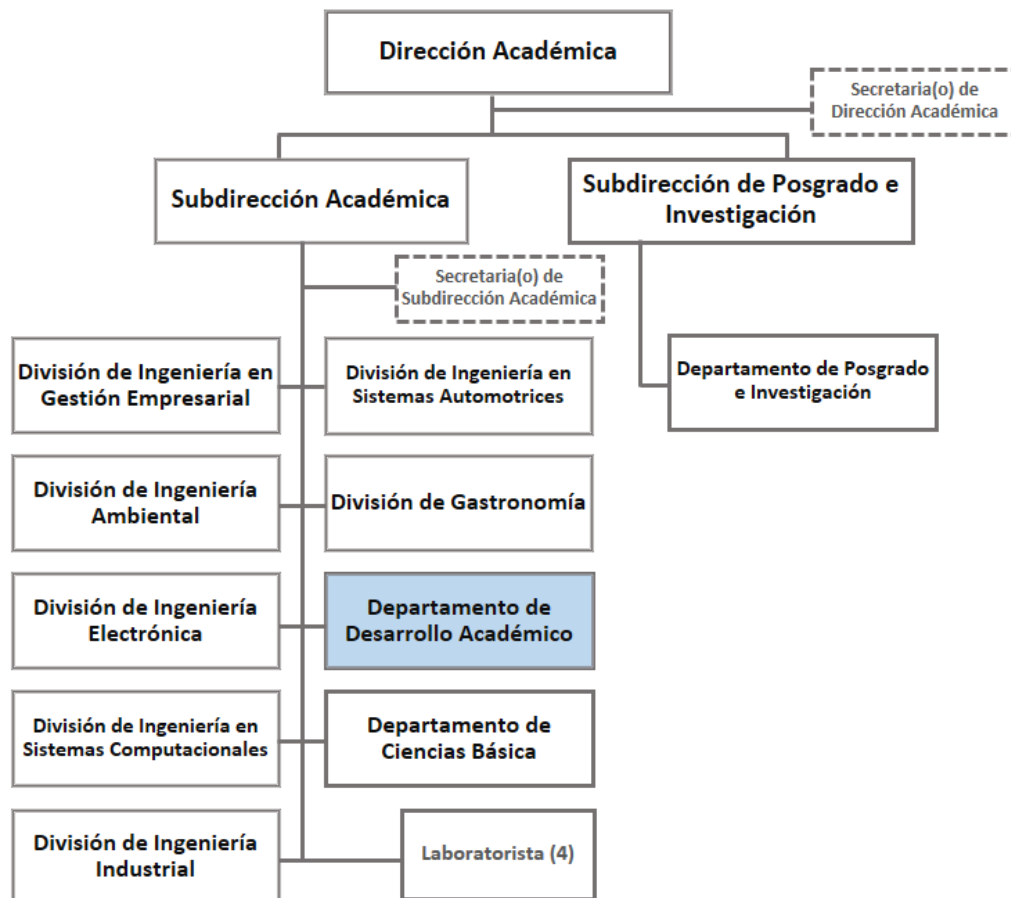 Dirección Académica
Secretaria(o) de
Dirección Académica
Subdirección Académica
Subdirección de Posgrado e
Investigación
Secretaria(o) de
Subdirección Académica
División de Ingeniería en
Gestión Empresarial
División de Ingeniería en
Sistemas Automotrices
Departamento de Posgrado
e Investigación
División de Ingeniería
Ambiental
División de Gastronomía
División de Ingeniería
Electrónica
Departamento de
Desarrollo Académico
División de Ingeniería en
Sistemas Computacionales
Departamento de
Ciencias Básica
División de Ingeniería
Industrial
Laboratorista (4)